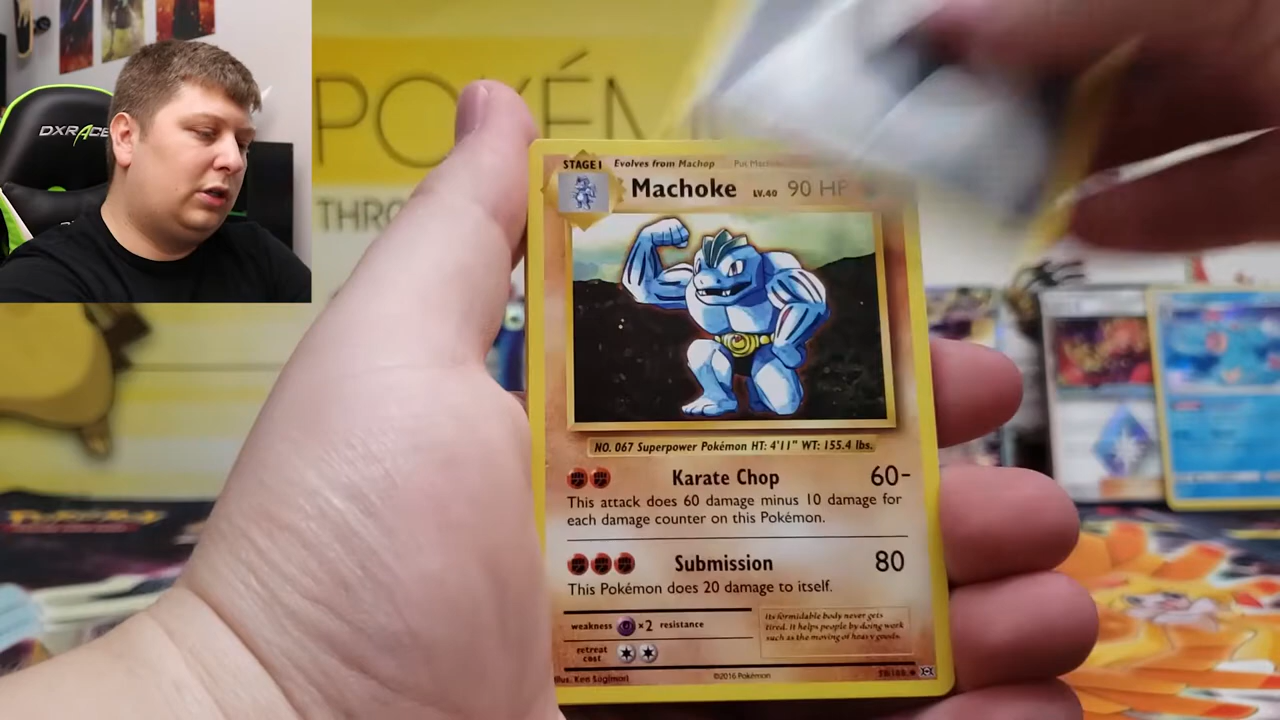 DXRACE
POKÉM
THRO
STAGE 1 Evolves from Machop Put Machoke
Machoke LV.40 90 HP
NO. 067 Superpower Pokémon HT: 4'11" WT: 155.4 lbs.
Karate Chop 60-
This attack does 60 damage minus 10 damage for
each damage counter on this Pokémon.
Submission 80
This Pokémon does 20 damage to itself.
weakness ×2 resistance
retreat
cost
Its formidable body never gets
tired. It helps people by doing work
such as the moving of heavy goods.
Illus. Ken Sugimori ©2016 Pokémon